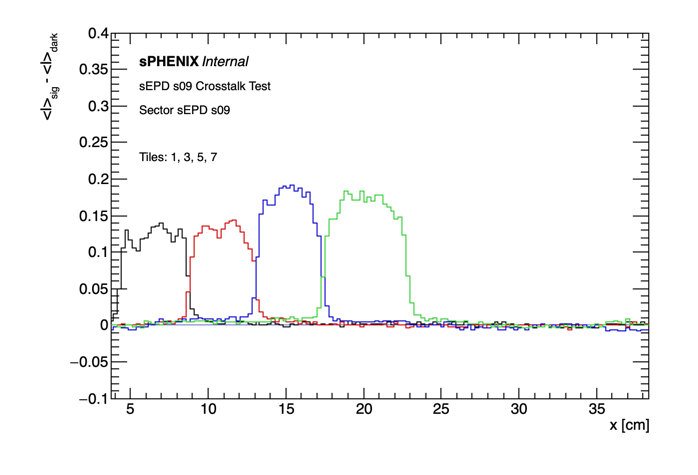 <I>sig - <I>dark
0.4
0.35
0.3
0.25
0.2
0.15
0.1
0.05
0
−0.05
−0.1
sPHENIX Internal
sEPD s09 Crosstalk Test
Sector sEPD s09
Tiles: 1, 3, 5, 7
5 10 15 20 25 30 35
x [cm]